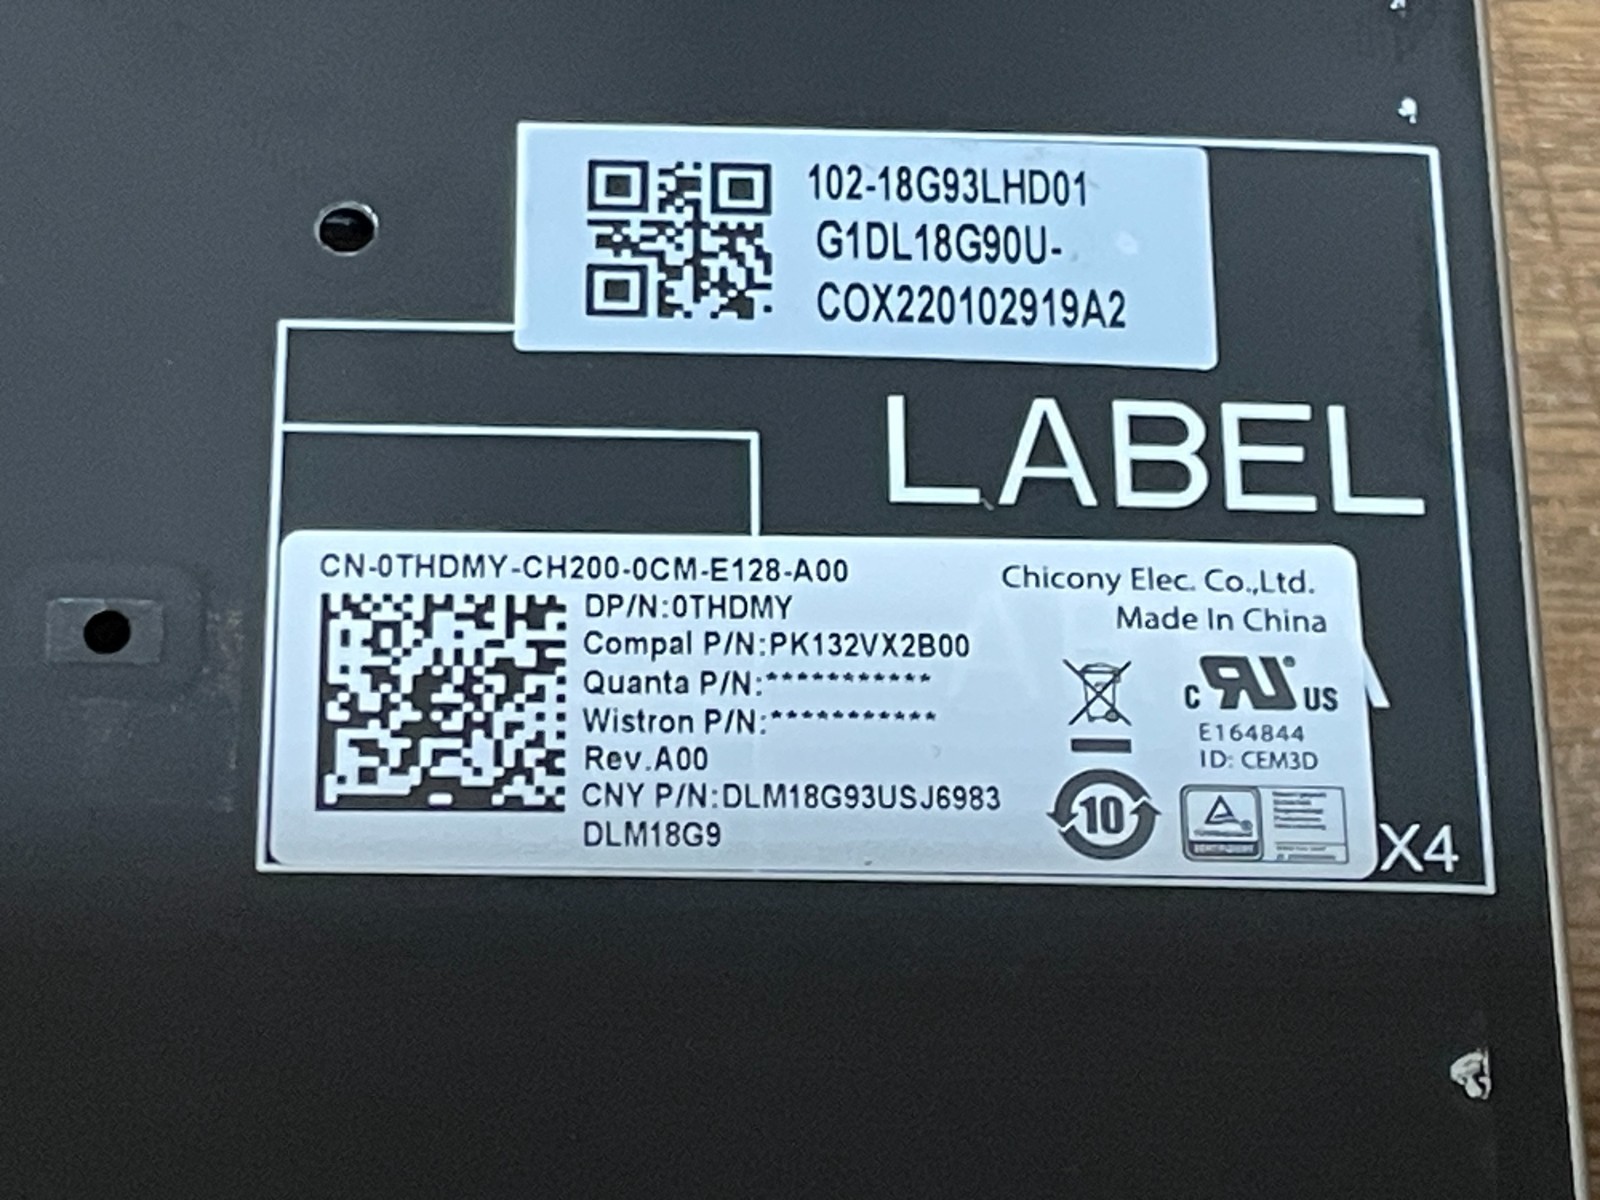 102-18G93LHD01
G1DL18G90U-
COX220102919A2
LABEL
CN-0THDMY-CH200-0CM-E128-A00
DP/N:0THDMY
Compal P/N:PK132VX2B00
Quanta P/N:***********
Wistron P/N:***********
Rev.A00
CNY P/N:DLM18G93USJ6983
DLM18G9
Chicony Elec. Co.,Ltd.
Made In China
c RU US
E164844
ID: CEM3D
10
X4